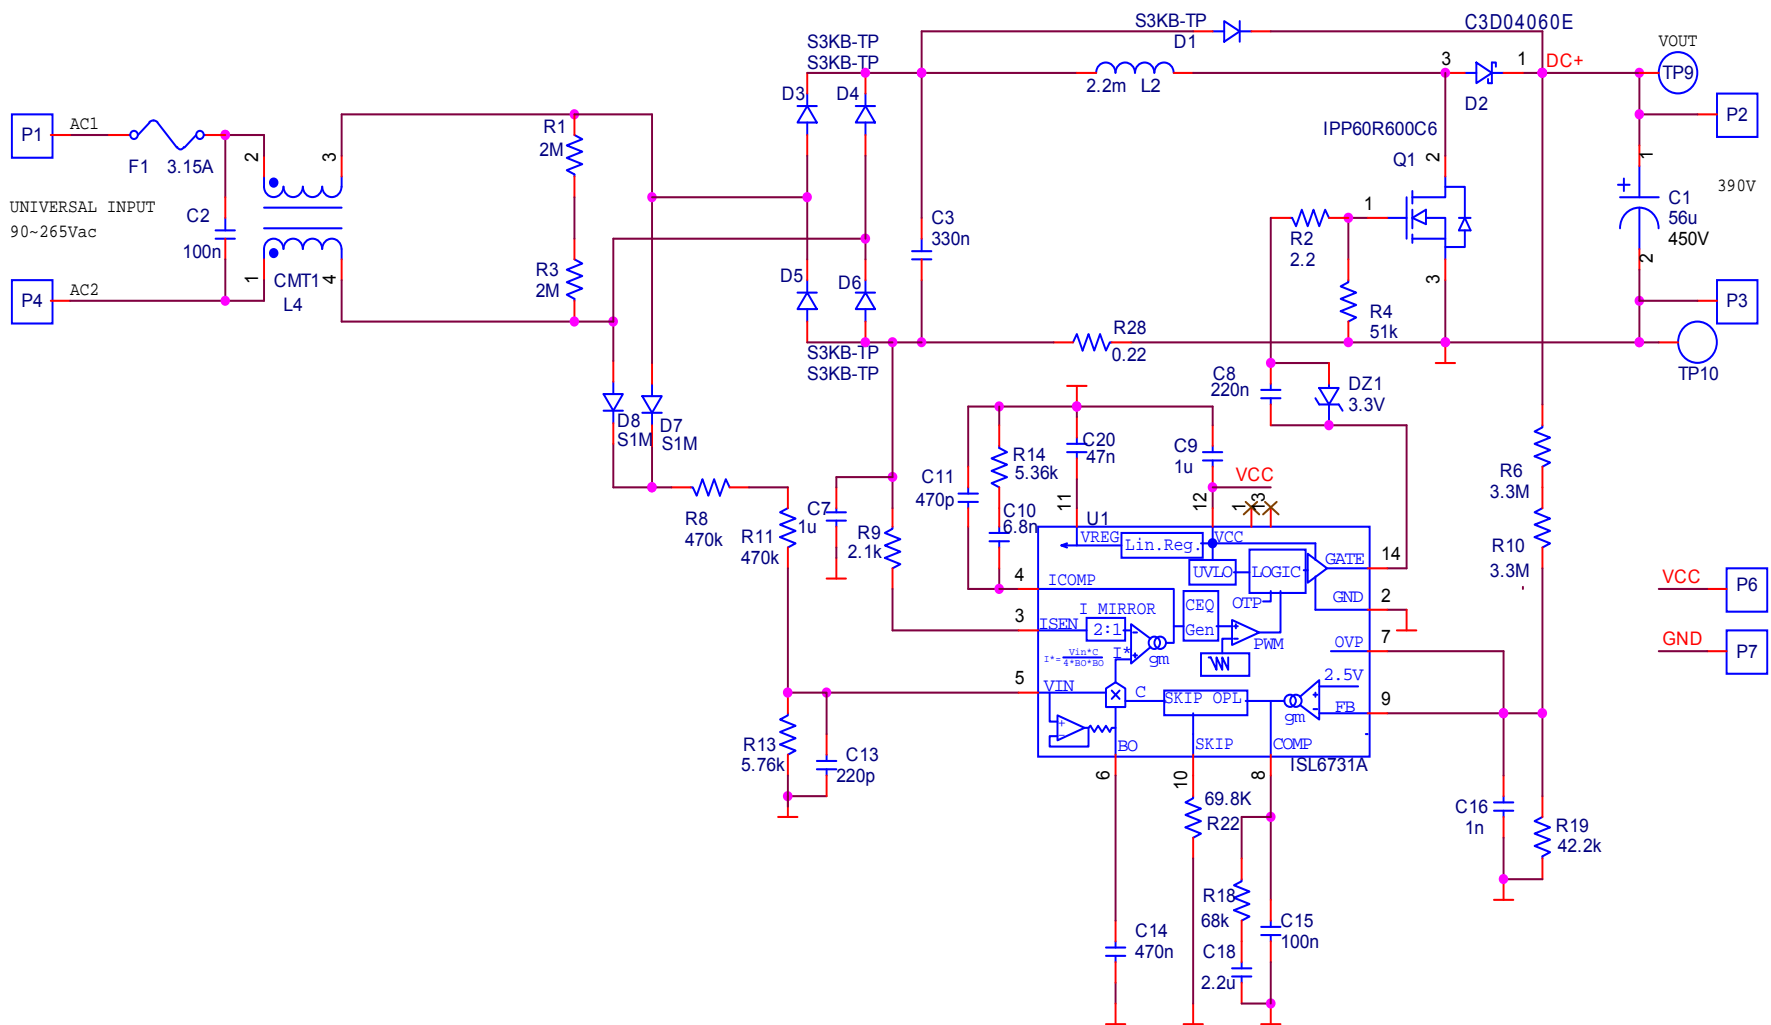 S3KB-TP
D1
C3D04060E
S3KB-TP
S3KB-TP
D3
D4
2.2m
L2
3
1
DC+
D2
VOUT
TP9
P2
P1
AC1
F1
3.15A
2
3
R1
2M
IPP60R600C6
Q1
2
1
3
1
+
C1
56u
450V
2
390V
UNIVERSAL INPUT
90~265Vac
C2
100n
C3
330n
R2
2.2
R4
51k
P4
AC2
1
4
CMT1
L4
R3
2M
D5
D6
S3KB-TP
S3KB-TP
R28
0.22
P3
TP10
D8
S1M
D7
S1M
C8
220n
DZ1
3.3V
R8
470k
R11
470k
C7
1u
R9
2.1k
C11
470p
R14
5.36k
C10
6.8n
C20
47n
C9
1u
VCC
11
12
1
13
R6
3.3M
R10
3.3M
U1
VREG
Lin.Reg.
VCC
GATE
14
UVLO
LOGIC
4
ICOMP
OTP
GND
2
I MIRROR
CEQ
Gen
3
ISEN
2:1
PWM
OVP
7
I*=Vin*C
4*BO*BO
I*
gm
5
VIN
C
SKIP OPL
2.5V
gm
FB
9
BO
SKIP
COMP
ISL6731A
6
10
8
VCC
P6
GND
P7
R13
5.76k
C13
220p
69.8K
R22
C16
1n
R19
42.2k
R18
68k
C15
100n
C14
470n
C18
2.2u